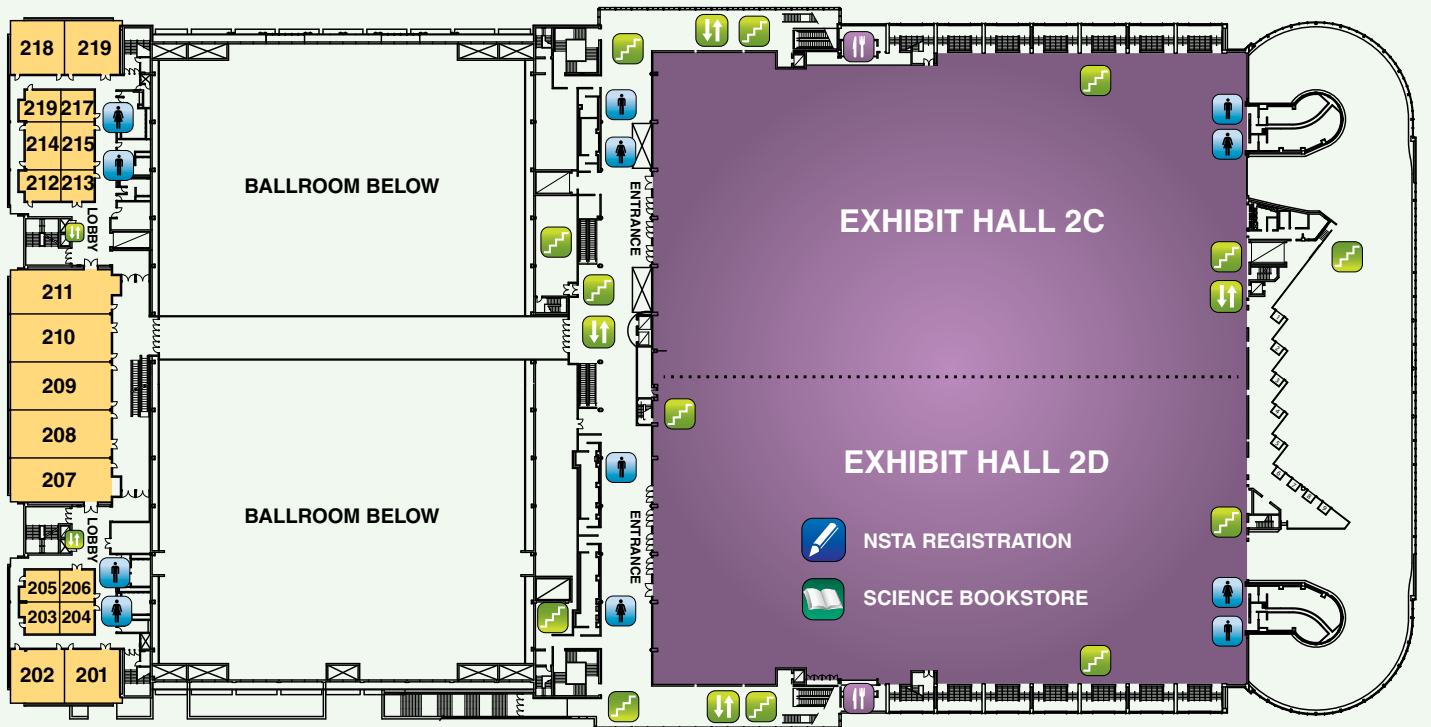 218 219
219 217
214 215
212 213
LOBBY
211
210
209
208
207
LOBBY
205 206
203 204
202 201
BALLROOM BELOW
BALLROOM BELOW
ENTRANCE
ENTRANCE
EXHIBIT HALL 2C
EXHIBIT HALL 2D
NSTA REGISTRATION
SCIENCE BOOKSTORE